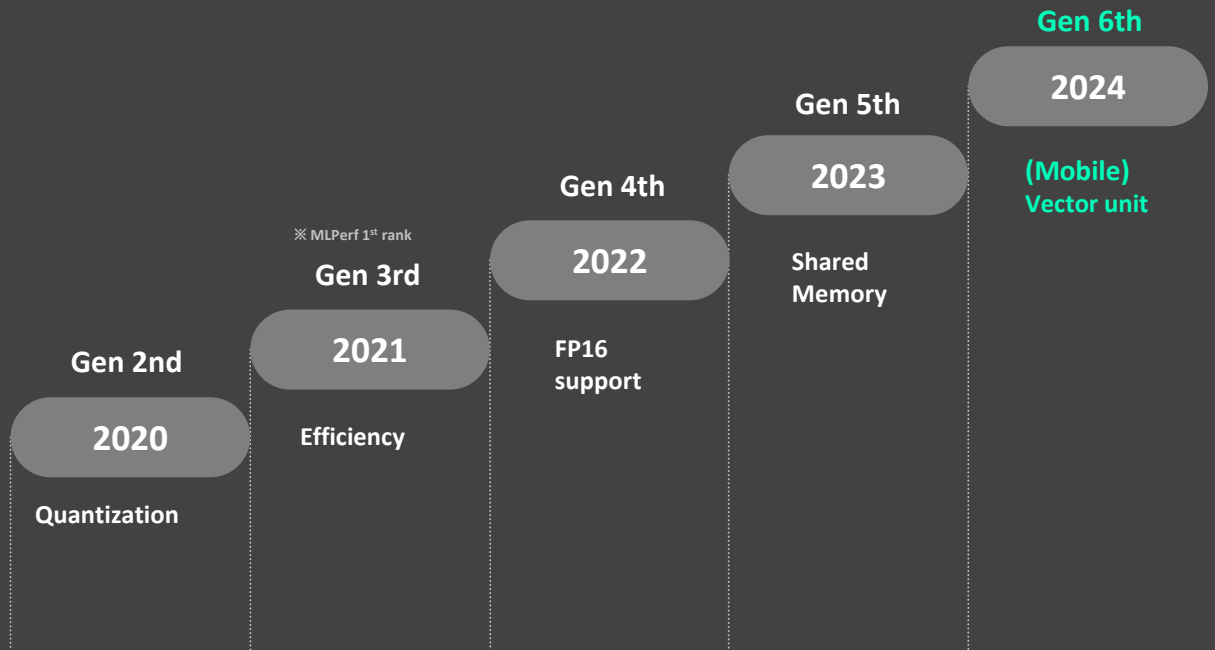 Gen 2nd
2020
Quantization
※ MLPerf 1st rank
Gen 3rd
2021
Efficiency
Gen 4th
2022
FP16
support
Gen 5th
2023
Shared
Memory
Gen 6th
2024
(Mobile)
Vector unit